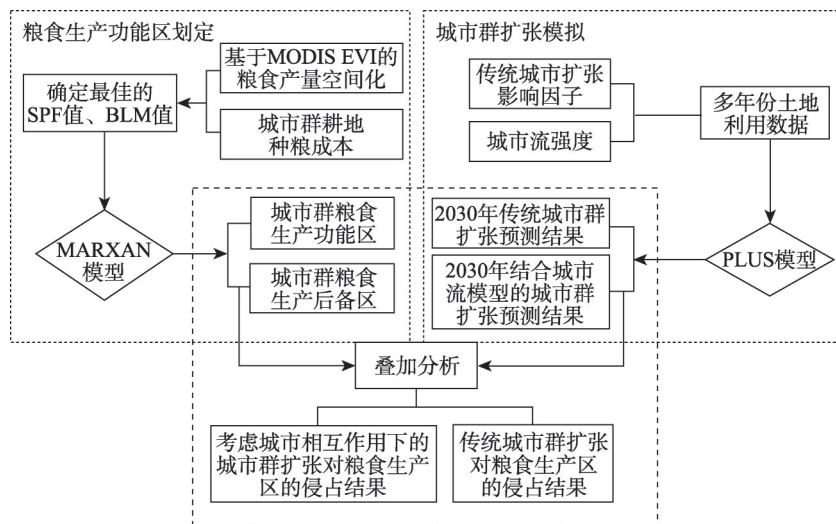 粮食生产功能区划定
基于MODIS EVI的
粮食产量空间化
确定最佳的
SPF值、BLM值
城市群耕地
种粮成本
MARXAN
模型
城市群粮食
生产功能区
城市群粮食
生产后备区
城市群扩张模拟
传统城市扩张
影响因子
城市流强度
多年份土地
利用数据
2030年传统城市群
扩张预测结果
2030年结合城市
流模型的城市群
扩张预测结果
PLUS模型
叠加分析
考虑城市相互作用下的
城市群扩张对粮食生产
区的侵占结果
传统城市群扩张
对粮食生产区
的侵占结果